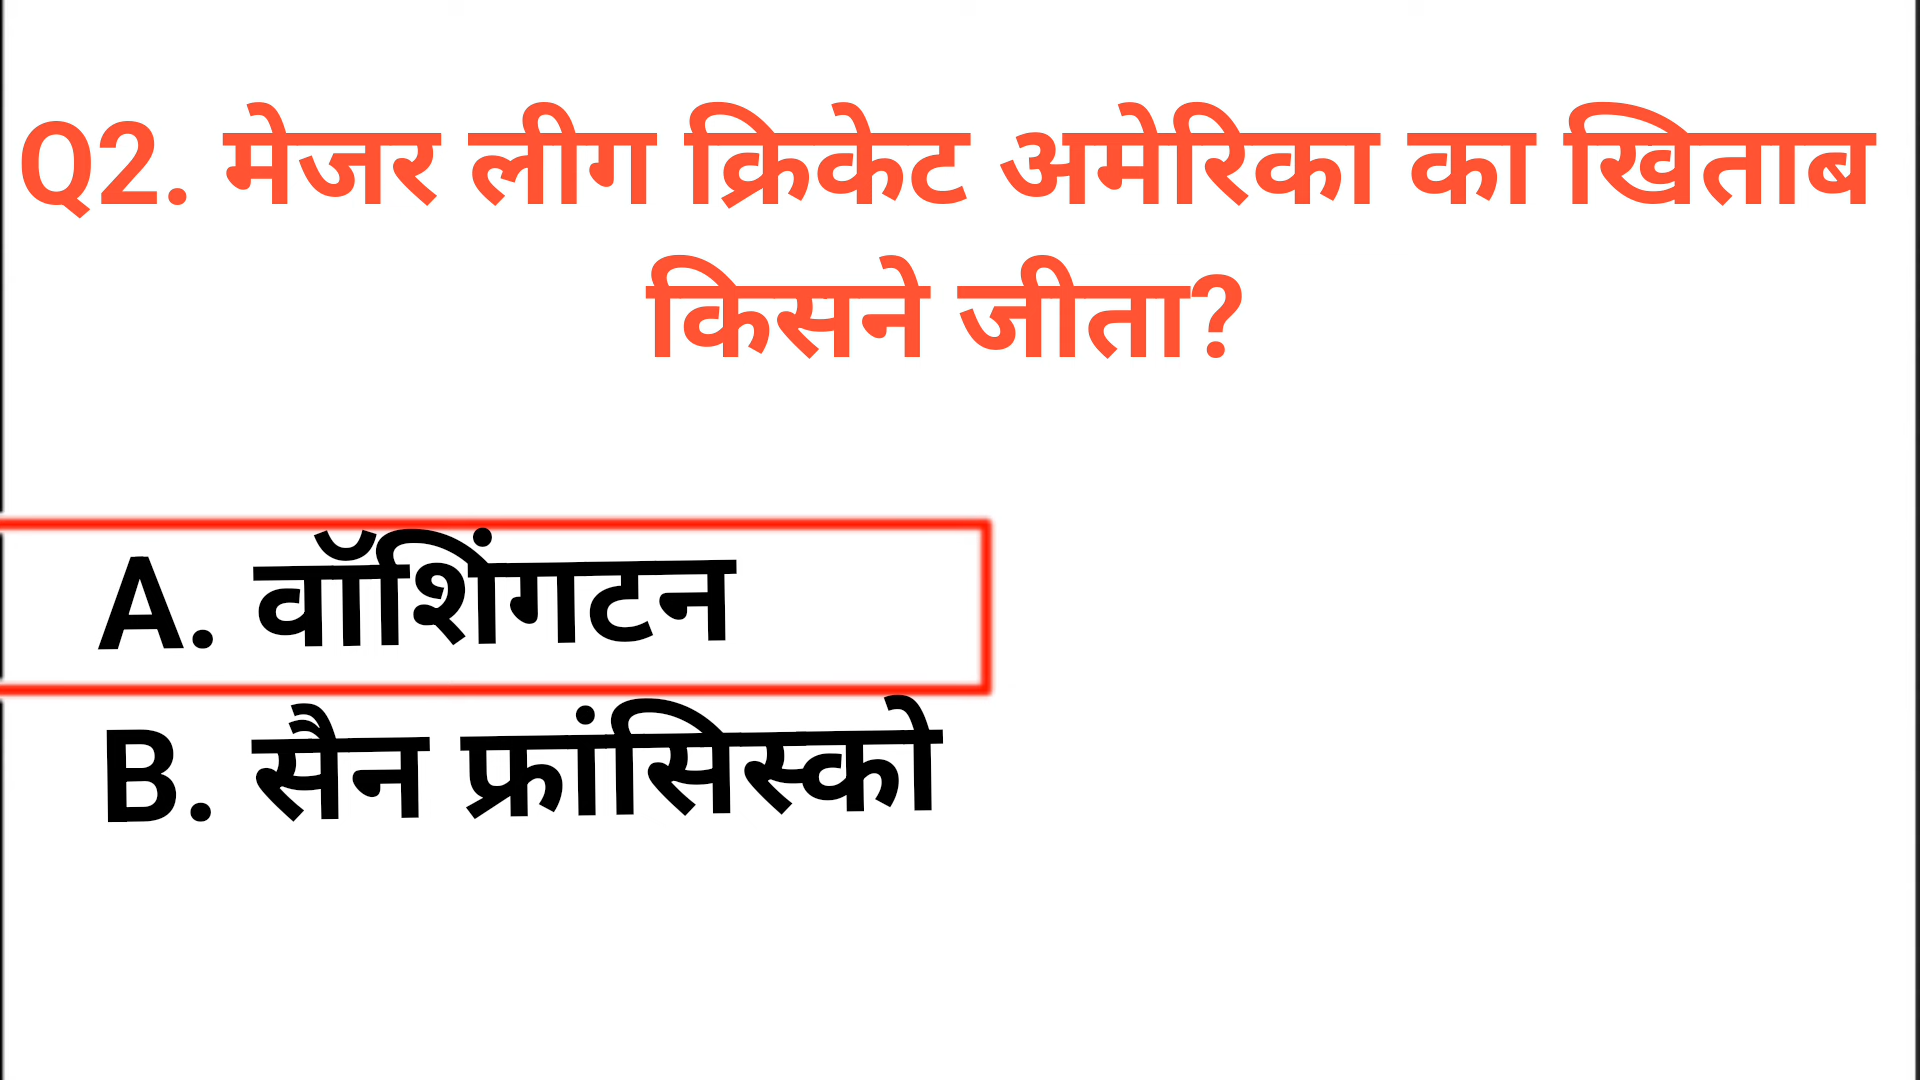 Q2. मेजर लीग क्रिकेट अमेरिका का खिताब
किसने जीता?
A. वॉशिंगटन
B. सैन फ्रांसिस्को